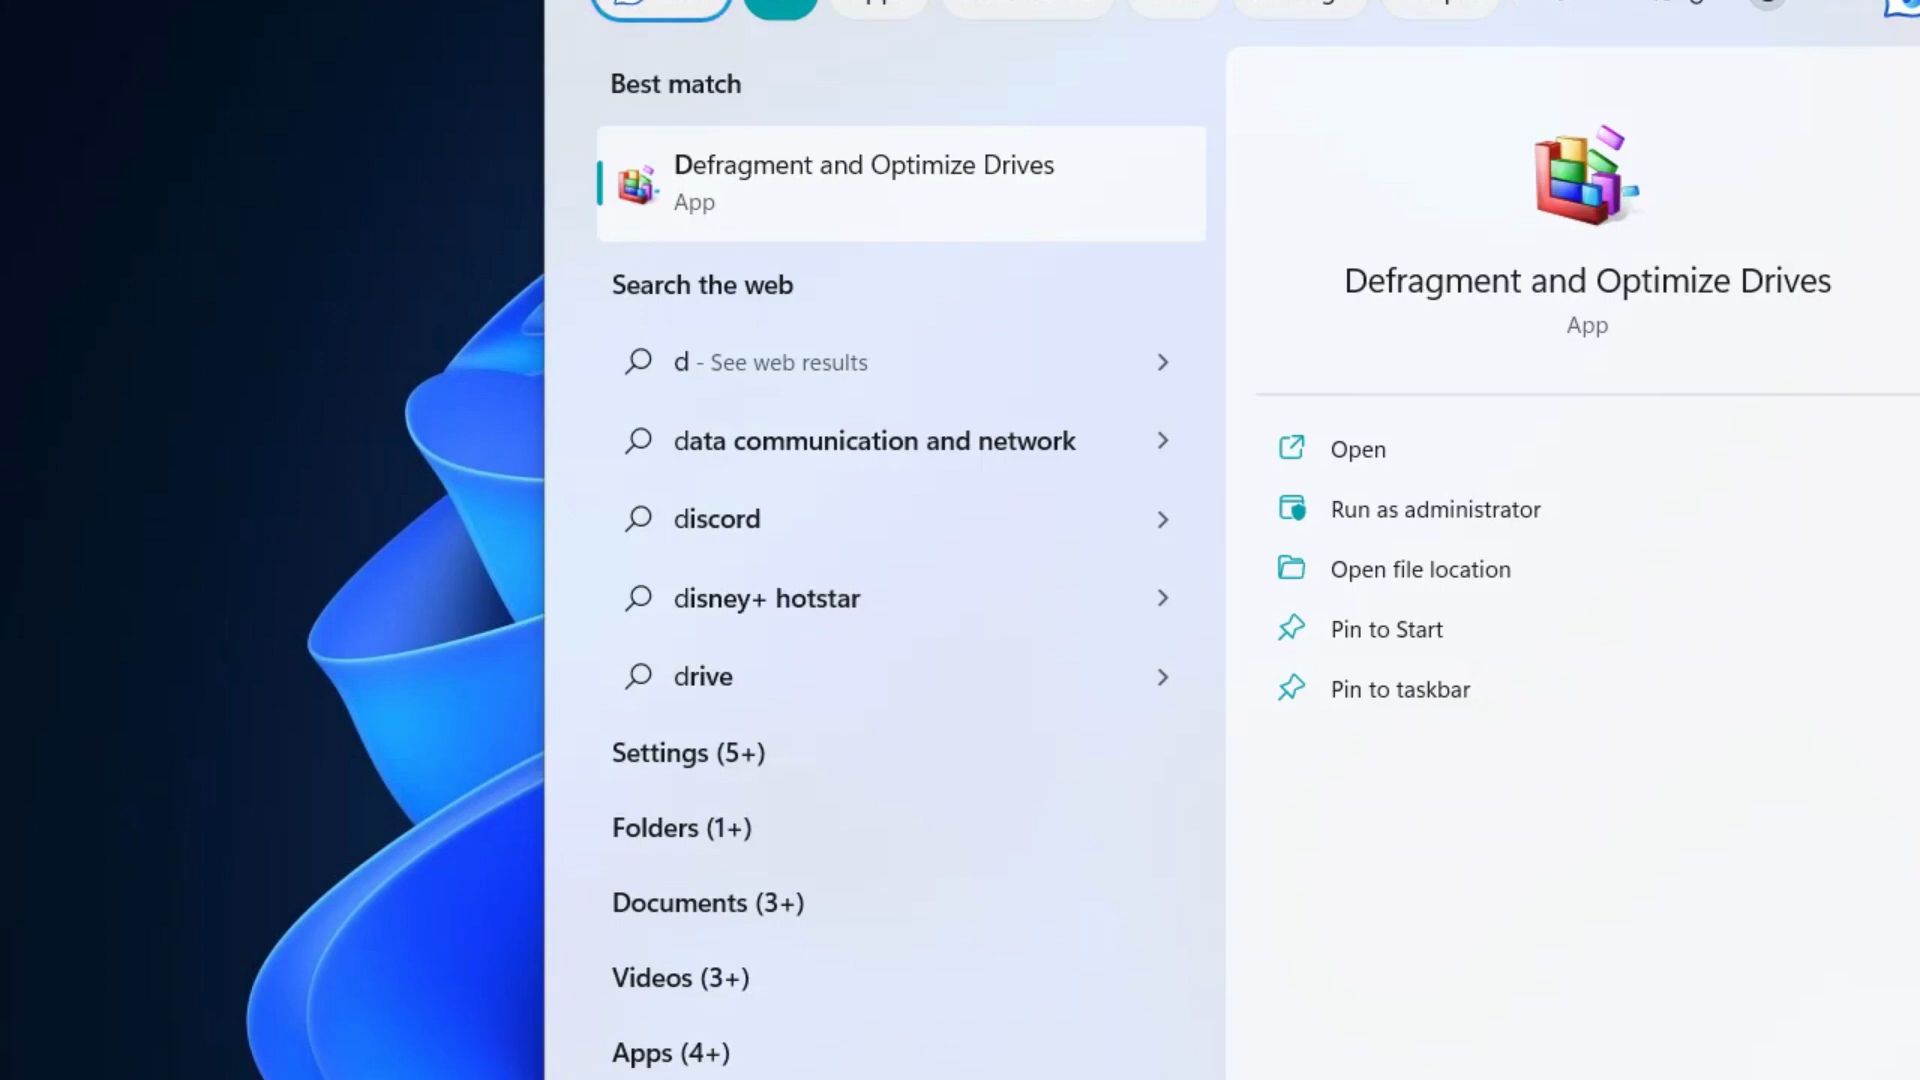 Best match
Defragment and Optimize Drives
App
Search the web
d - See web results
data communication and network
discord
disney+ hotstar
drive
Settings (5+)
Folders (1+)
Documents (3+)
Videos (3+)
Apps (4+)
Defragment and Optimize Drives
App
Open
Run as administrator
Open file location
Pin to Start
Pin to taskbar